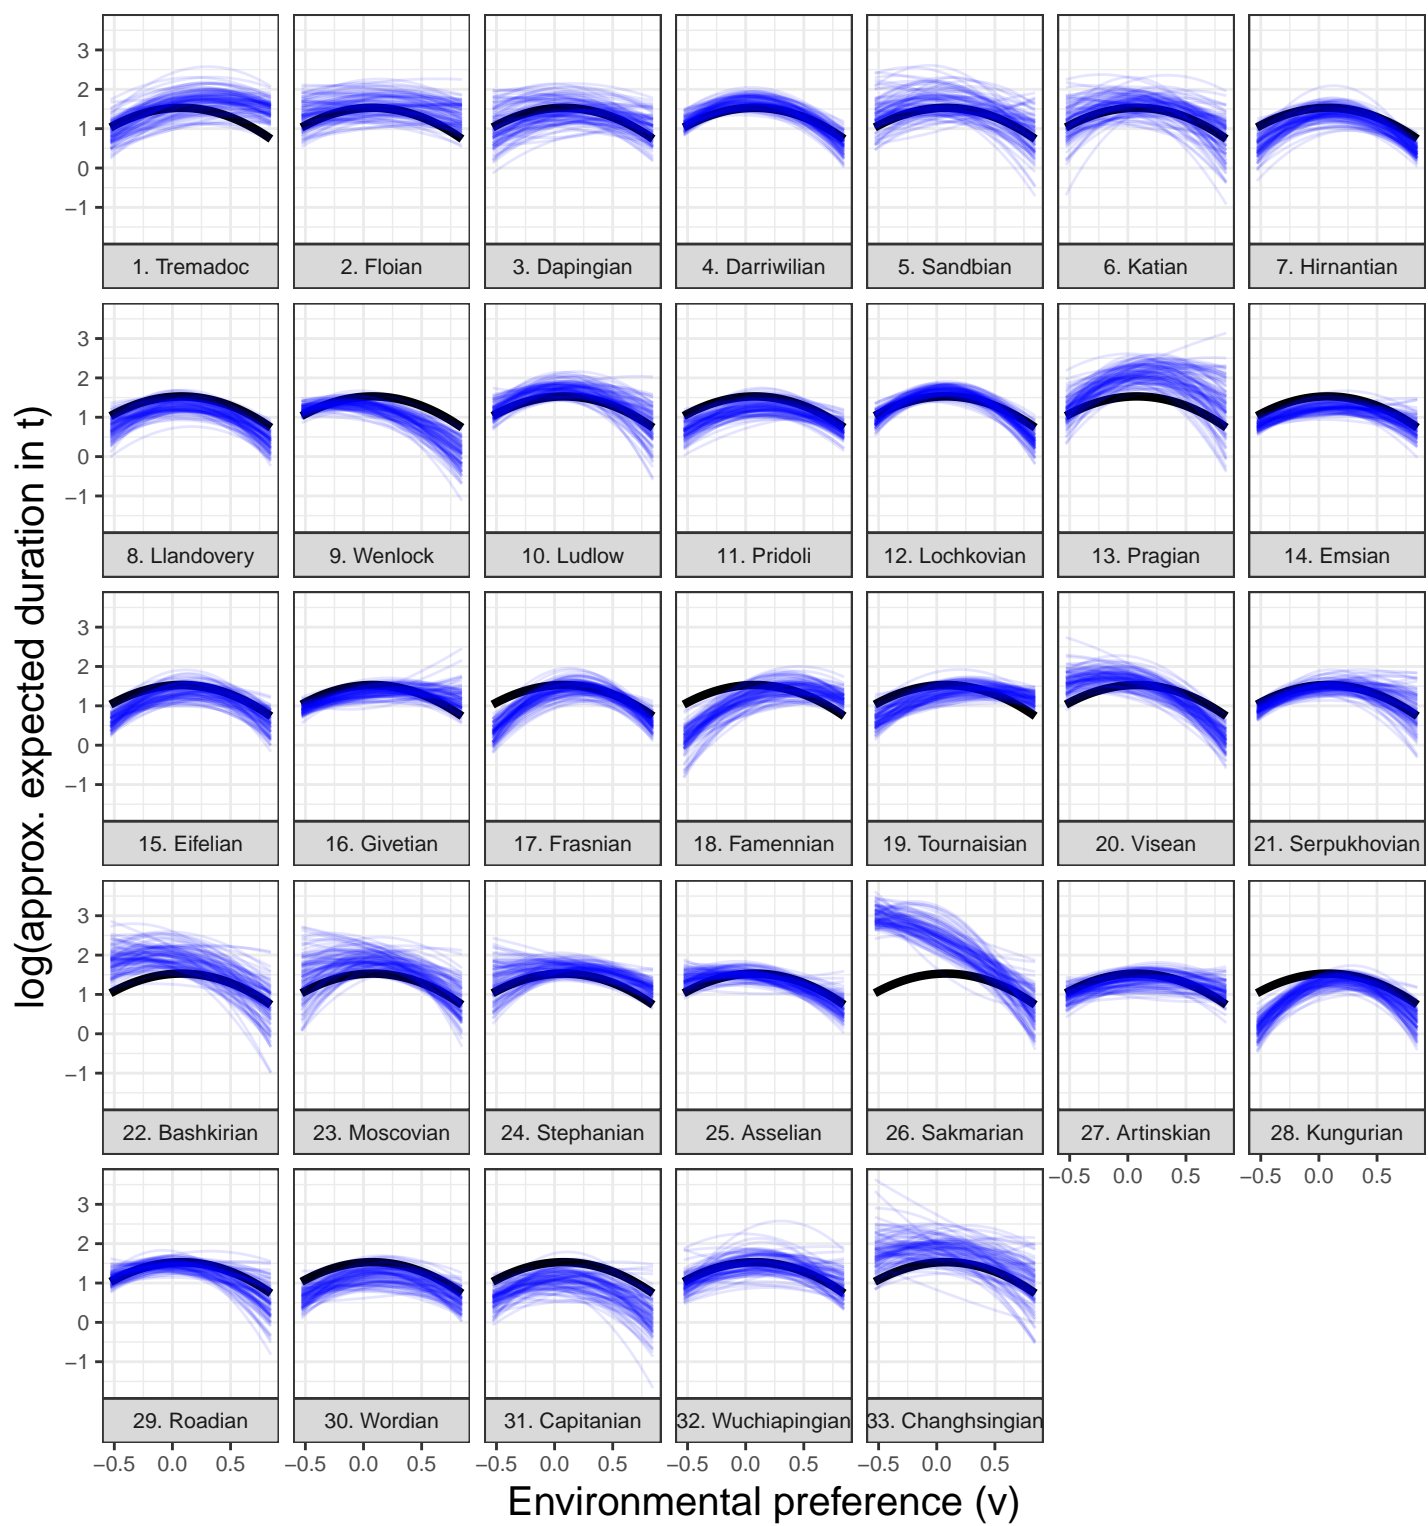 log(approx. expected duration in t)
3
2
1
0
−1
1. Tremadoc
2. Floian
3. Dapingian
4. Darriwilian
5. Sandbian
6. Katian
7. Hirnantian
3
2
1
0
−1
8. Llandovery
9. Wenlock
10. Ludlow
11. Pridoli
12. Lochkovian
13. Pragian
14. Emsian
3
2
1
0
−1
15. Eifelian
16. Givetian
17. Frasnian
18. Famennian
19. Tournaisian
20. Visean
21. Serpukhovian
3
2
1
0
−1
22. Bashkirian
23. Moscovian
24. Stephanian
25. Asselian
26. Sakmarian
27. Artinskian
28. Kungurian
−0.5 0.0 0.5
−0.5 0.0 0.5
3
2
1
0
−1
29. Roadian
30. Wordian
31. Capitanian
32. Wuchiapingian
33. Changhsingian
−0.5 0.0 0.5
−0.5 0.0 0.5
−0.5 0.0 0.5
−0.5 0.0 0.5
−0.5 0.0 0.5
Environmental preference (v)